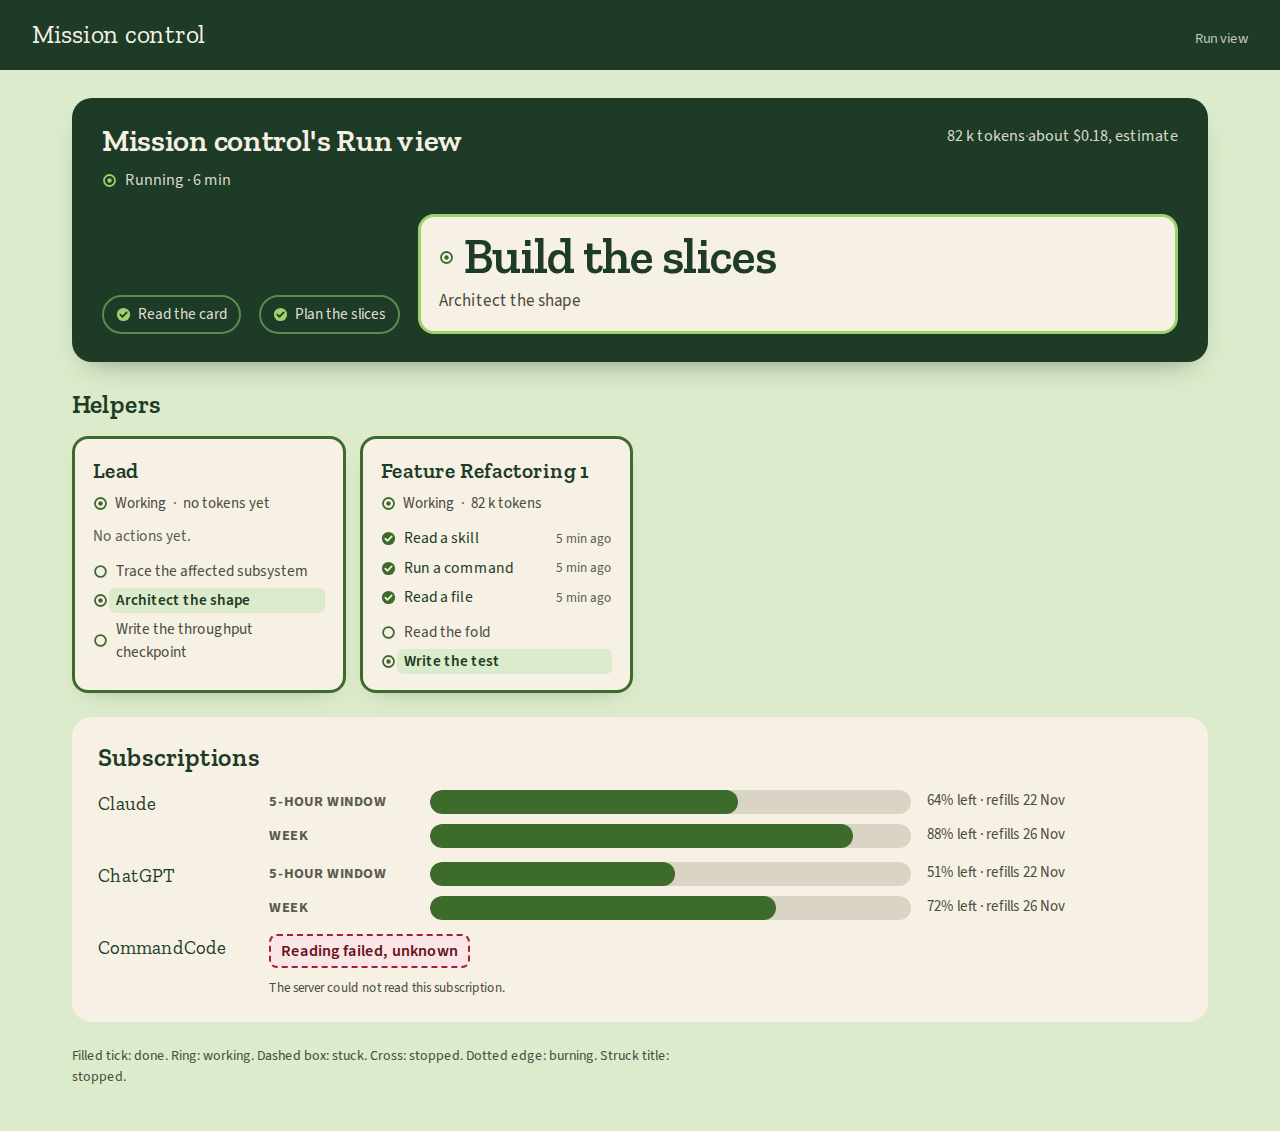 Mission control
Run view
Mission control's Run view
82 k tokens·about $0.18, estimate
Running · 6 min
Build the slices
Architect the shape
Read the card
Plan the slices
Helpers
Lead
Working · no tokens yet
No actions yet.
Trace the affected subsystem
Architect the shape
Write the throughput
checkpoint
Feature Refactoring 1
Working · 82 k tokens
Read a skill 5 min ago
Run a command 5 min ago
Read a file 5 min ago
Read the fold
Write the test
Subscriptions
Claude
5-HOUR WINDOW 64% left · refills 22 Nov
WEEK 88% left · refills 26 Nov
ChatGPT
5-HOUR WINDOW 51% left · refills 22 Nov
WEEK 72% left · refills 26 Nov
CommandCode
Reading failed, unknown
The server could not read this subscription.
Filled tick: done. Ring: working. Dashed box: stuck. Cross: stopped. Dotted edge: burning. Struck title:
stopped.